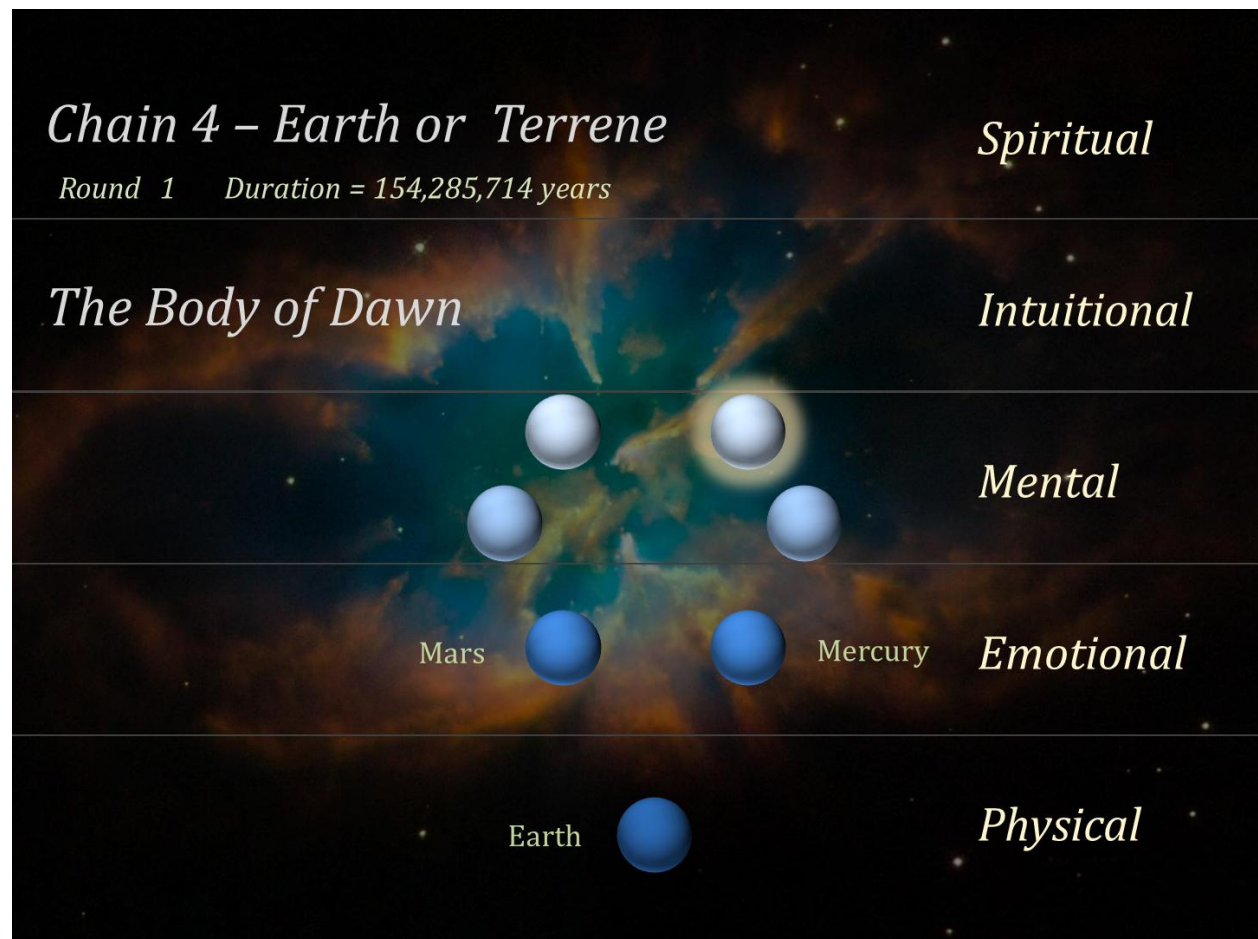 Chain 4 – Earth or Terrene
Spiritual
Round 1 Duration = 154,285,714 years
The Body of Dawn
Intuitional
Mental
Mars
Mercury
Emotional
Earth
Physical